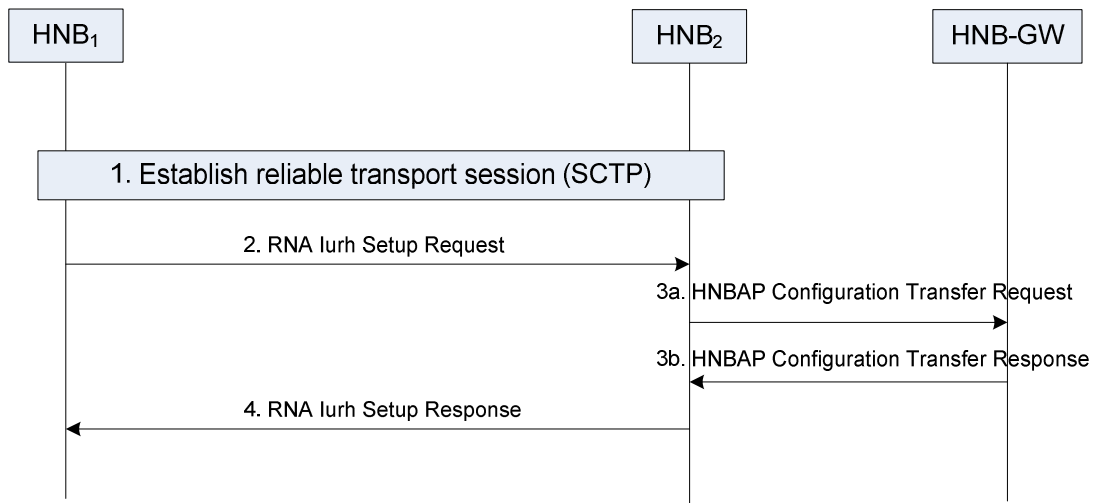 HNB₁
HNB₂
HNB-GW
1. Establish reliable transport session (SCTP)
2. RNA Iurh Setup Request
3a. HNBAP Configuration Transfer Request
3b. HNBAP Configuration Transfer Response
4. RNA Iurh Setup Response